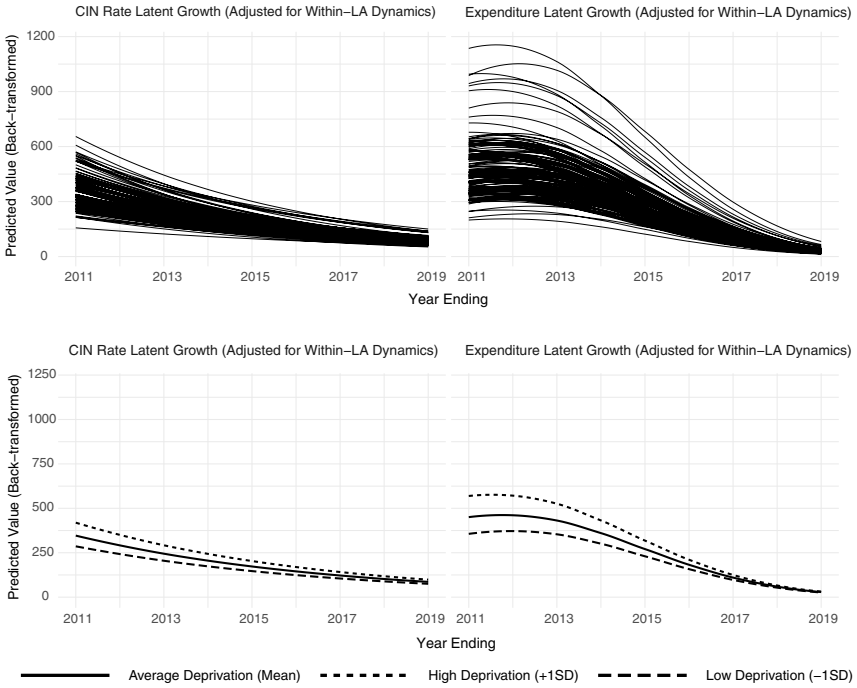 CIN Rate Latent Growth (Adjusted for Within−LA Dynamics)
Expenditure Latent Growth (Adjusted for Within−LA Dynamics)
Predicted Value (Back−transformed)
1200
900
600
300
0
2011 2013 2015 2017 2019
2011 2013 2015 2017 2019
Year Ending
CIN Rate Latent Growth (Adjusted for Within−LA Dynamics)
Expenditure Latent Growth (Adjusted for Within−LA Dynamics)
Predicted Value (Back−transformed)
1250
1000
750
500
250
0
2011 2013 2015 2017 2019
2011 2013 2015 2017 2019
Year Ending
Average Deprivation (Mean)
High Deprivation (+1SD)
Low Deprivation (−1SD)